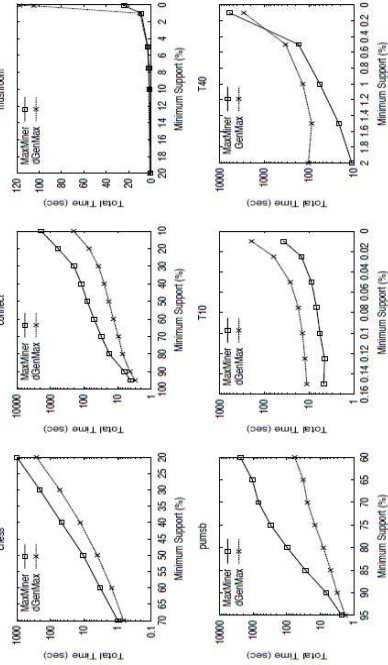 chess
1000
100
10
1
0.1
Total Time (sec)
MaxMiner
dGenMax
70 65 60 55 50 45 40 35 30 25 20
Minimum Support (%)
connect
10000
1000
100
10
1
Total Time (sec)
MaxMiner
dGenMax
100 90 80 70 60 50 40 30 20 10
Minimum Support (%)
mushroom
120
100
80
60
40
20
0
Total Time (sec)
MaxMiner
dGenMax
20 18 16 14 12 10 8 6 4 2 0
Minimum Support (%)
pumsb
10000
1000
100
10
1
Total Time (sec)
MaxMiner
dGenMax
95 90 85 80 75 70 65 60
Minimum Support (%)
T10
10000
1000
100
10
1
Total Time (sec)
MaxMiner
dGenMax
0.16 0.14 0.12 0.1 0.08 0.06 0.04 0.02 0
Minimum Support (%)
T40
10000
1000
100
10
Total Time (sec)
MaxMiner
GenMax
2 1.8 1.6 1.4 1.2 1 0.8 0.6 0.4 0.2 0
Minimum Support (%)